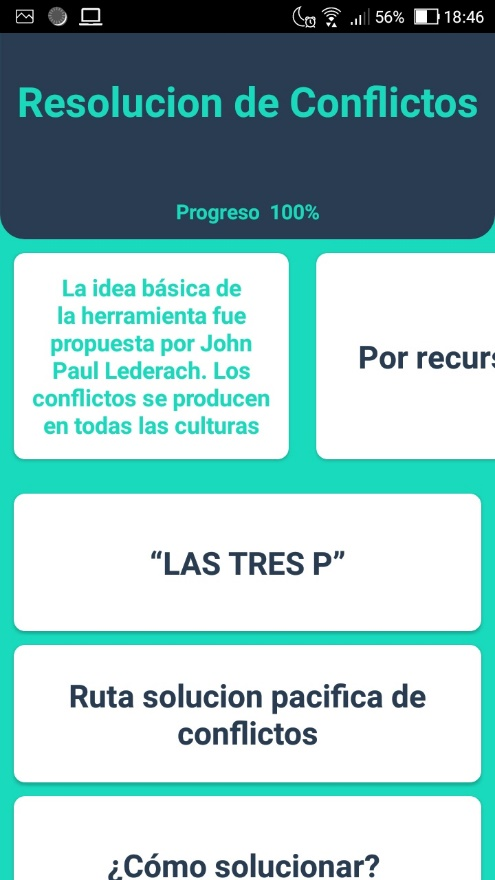 56% 18:46
Resolucion de Conflictos
Progreso 100%
La idea básica de
la herramienta fue
propuesta por John
Paul Lederach. Los
conflictos se producen
en todas las culturas
Por recurs
“LAS TRES P”
Ruta solucion pacifica de
conflictos
¿Cómo solucionar?